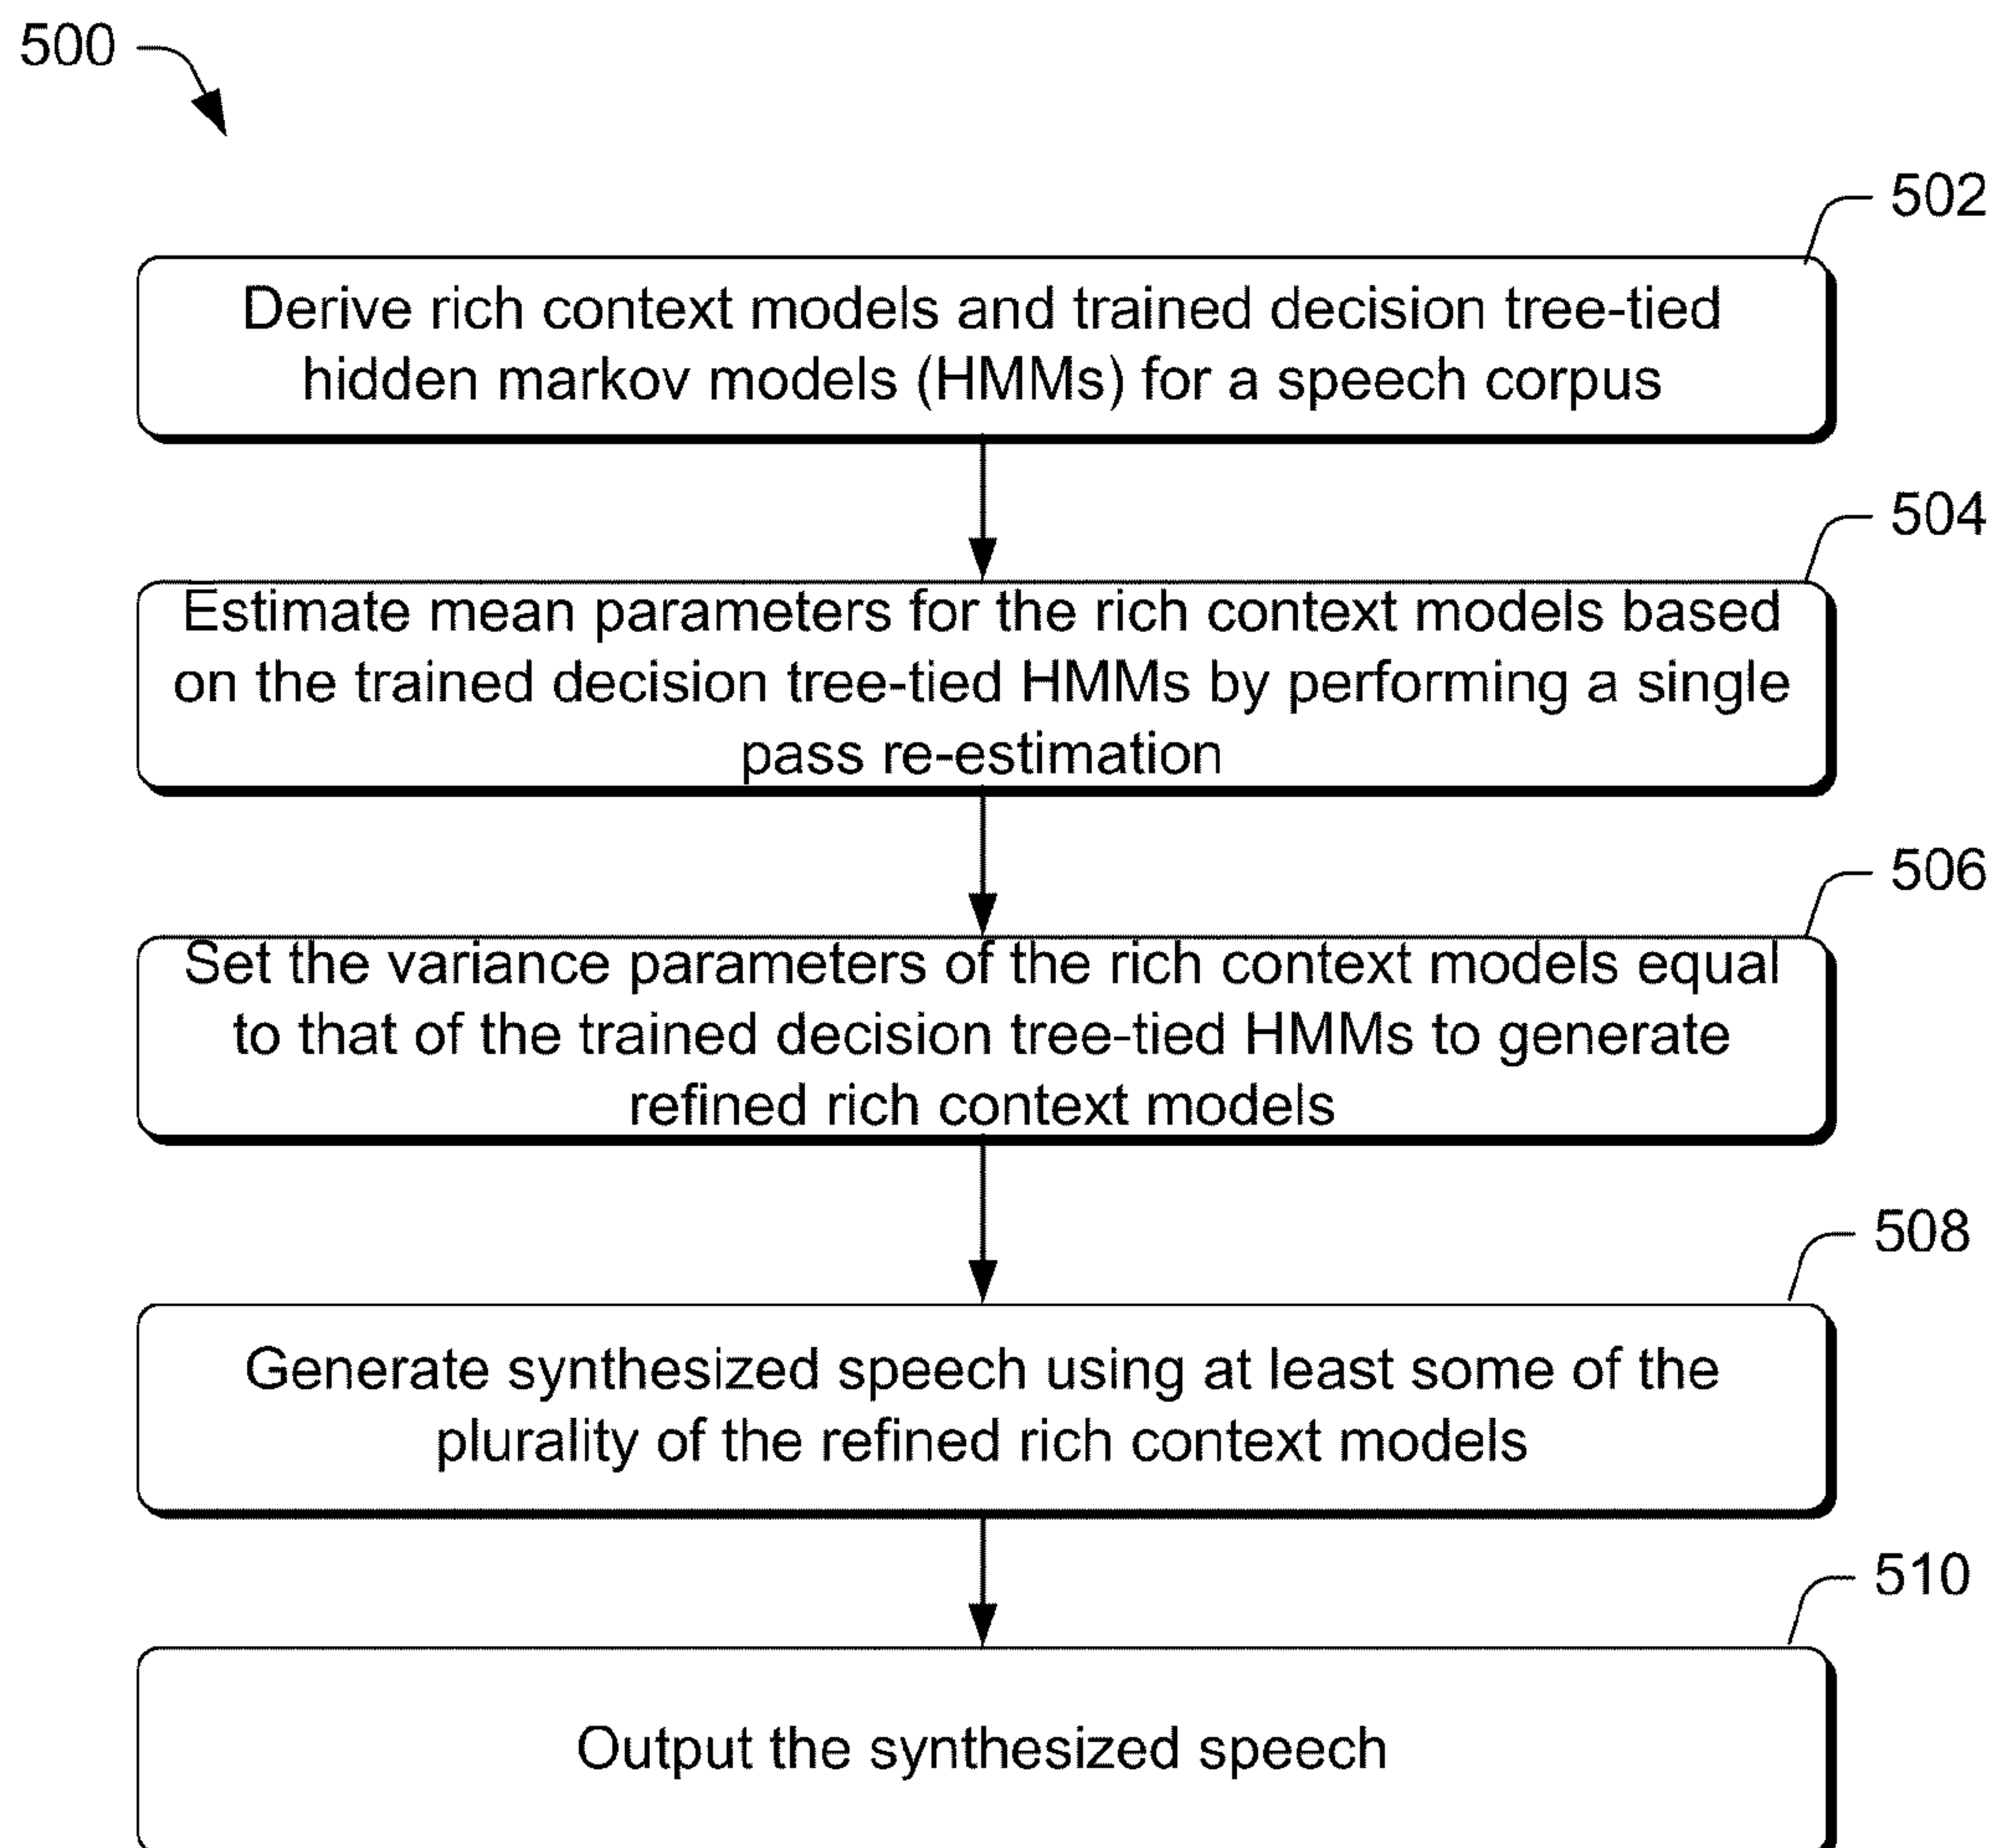 500
502
Derive rich context models and trained decision tree-tied
hidden markov models (HMMs) for a speech corpus
504
Estimate mean parameters for the rich context models based
on the trained decision tree-tied HMMs by performing a single
pass re-estimation
506
Set the variance parameters of the rich context models equal
to that of the trained decision tree-tied HMMs to generate
refined rich context models
508
Generate synthesized speech using at least some of the
plurality of the refined rich context models
510
Output the synthesized speech